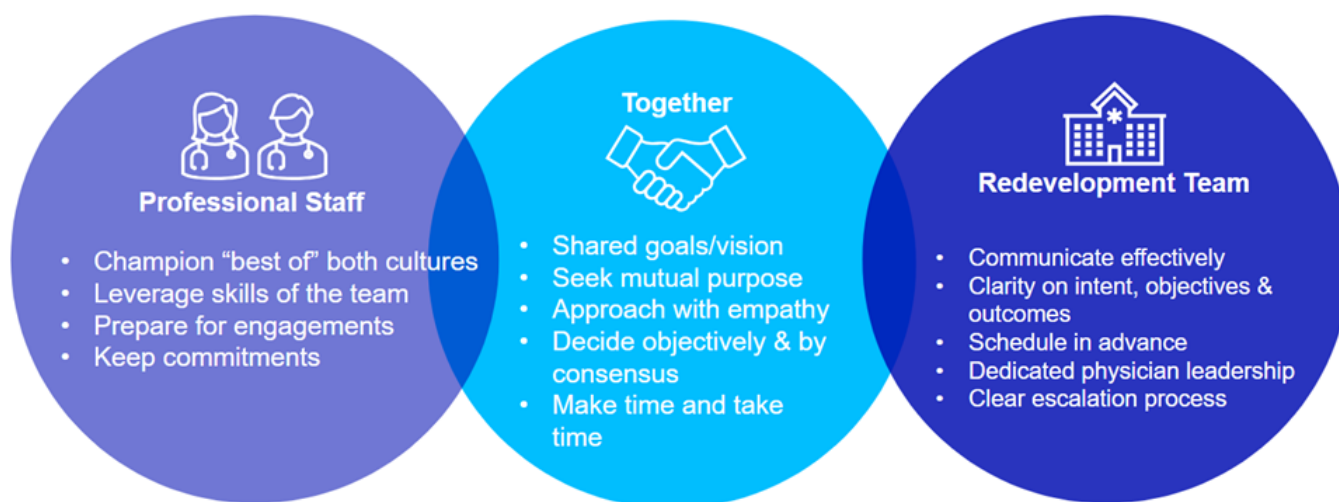 Professional Staff
• Champion “best of” both cultures
• Leverage skills of the team
• Prepare for engagements
• Keep commitments
Together
• Shared goals/vision
• Seek mutual purpose
• Approach with empathy
• Decide objectively & by
consensus
• Make time and take
time
Redevelopment Team
• Communicate effectively
• Clarity on intent, objectives &
outcomes
• Schedule in advance
• Dedicated physician leadership
• Clear escalation process